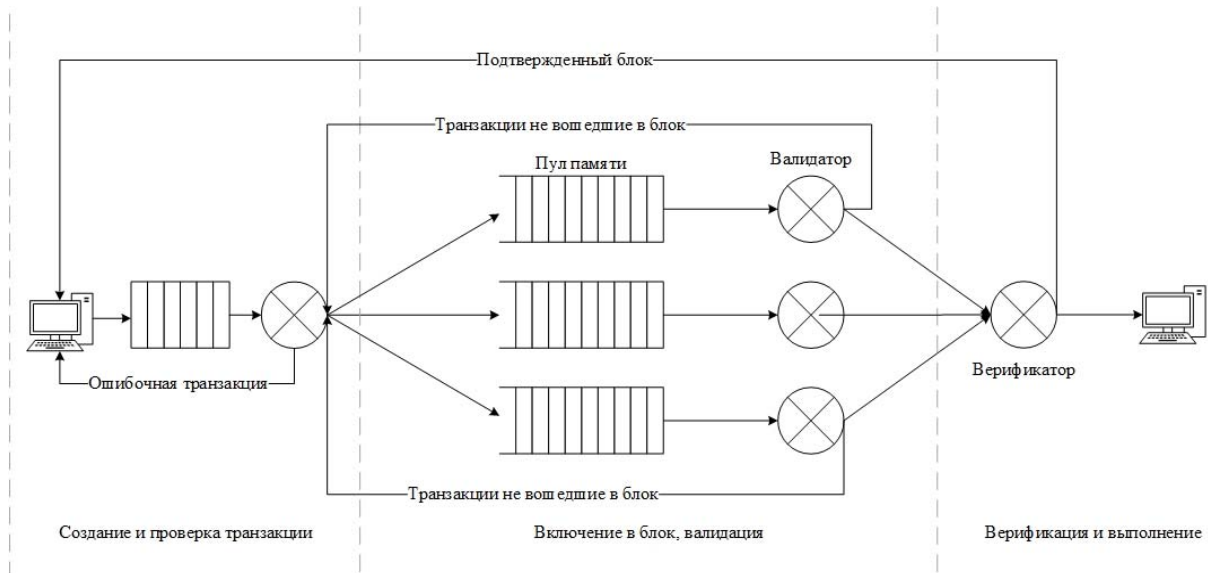 Подтвержденный блок
Транзакции не вошедшие в блок
Пул памяти
Валидатор
Ошибочная транзакция
Верификатор
Транзакции не вошедшие в блок
Создание и проверка транзакции
Включение в блок, валидация
Верификация и выполнение